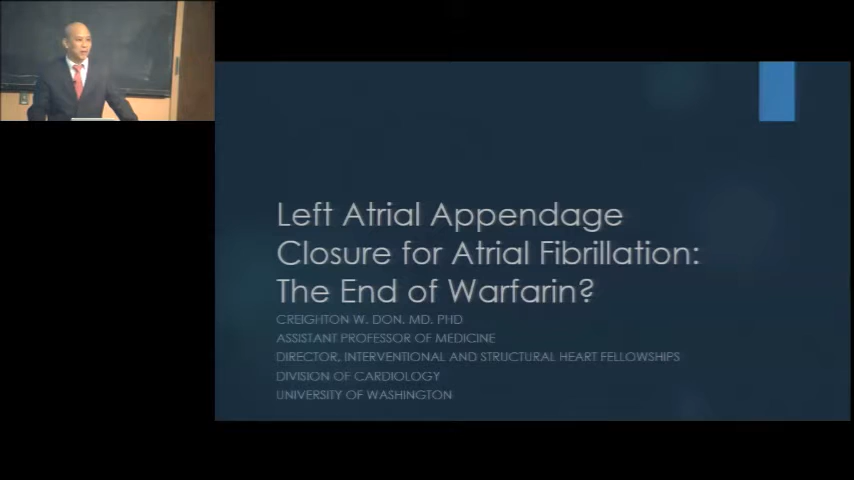 Left Atrial Appendage
Closure for Atrial Fibrillation:
The End of Warfarin?
CREIGHTON W. DON, MD, PHD
ASSISTANT PROFESSOR OF MEDICINE
DIRECTOR, INTERVENTIONAL AND STRUCTURAL HEART FELLOWSHIPS
DIVISION OF CARDIOLOGY
UNIVERSITY OF WASHINGTON